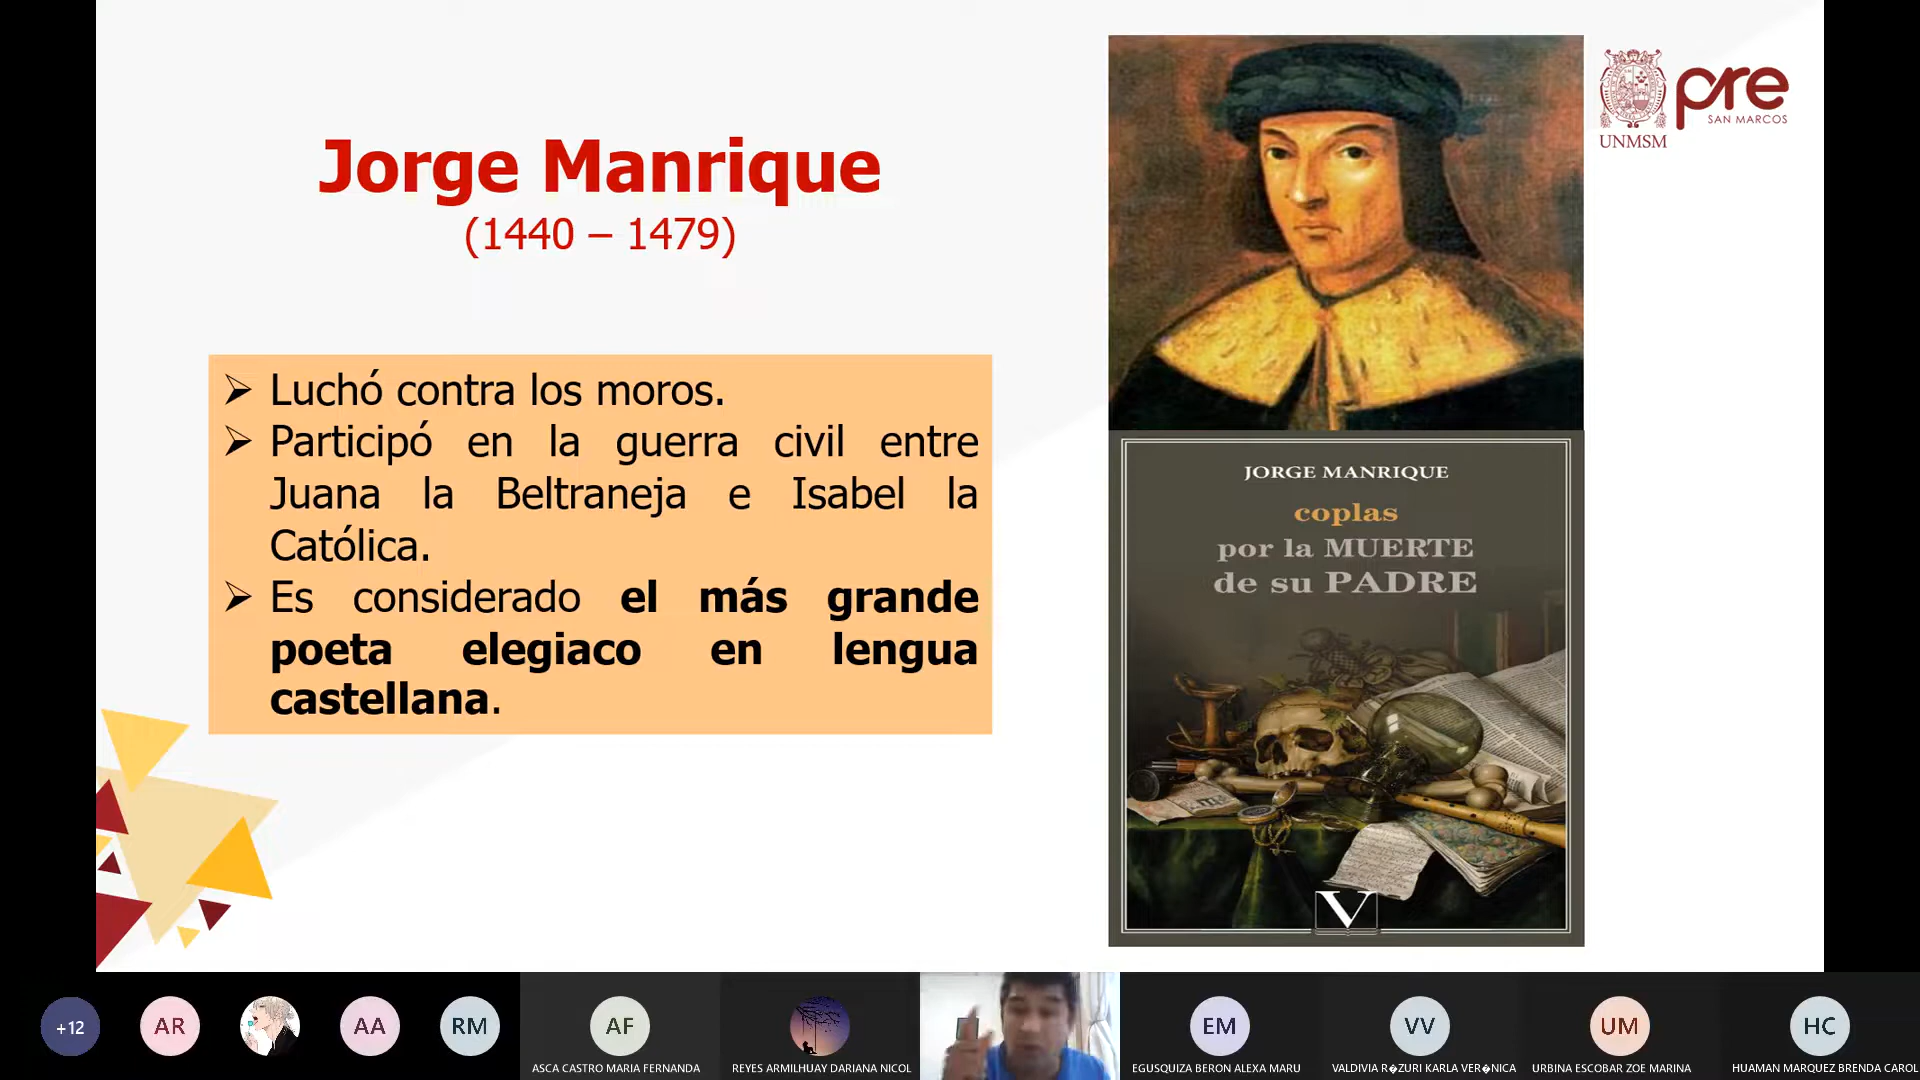 Jorge Manrique
(1440 – 1479)
➢ Luchó contra los moros.
➢ Participó en la guerra civil entre
Juana la Beltraneja e Isabel la
Católica.
➢ Es considerado el más grande
poeta elegiaco en lengua
castellana.
UNMSM
pre
SAN MARCOS
JORGE MANRIQUE
coplas
por la MUERTE
de su PADRE
V
+12
AR
AA
RM
AF
ASCA CASTRO MARIA FERNANDA
REYES ARMILHUAY DARIANA NICOL
EM
EGUSQUIZA BERON ALEXA MARU
VV
VALDIVIA R�ZURI KARLA VER�NICA
UM
URBINA ESCOBAR ZOE MARINA
HC
HUAMAN MARQUEZ BRENDA CAROL